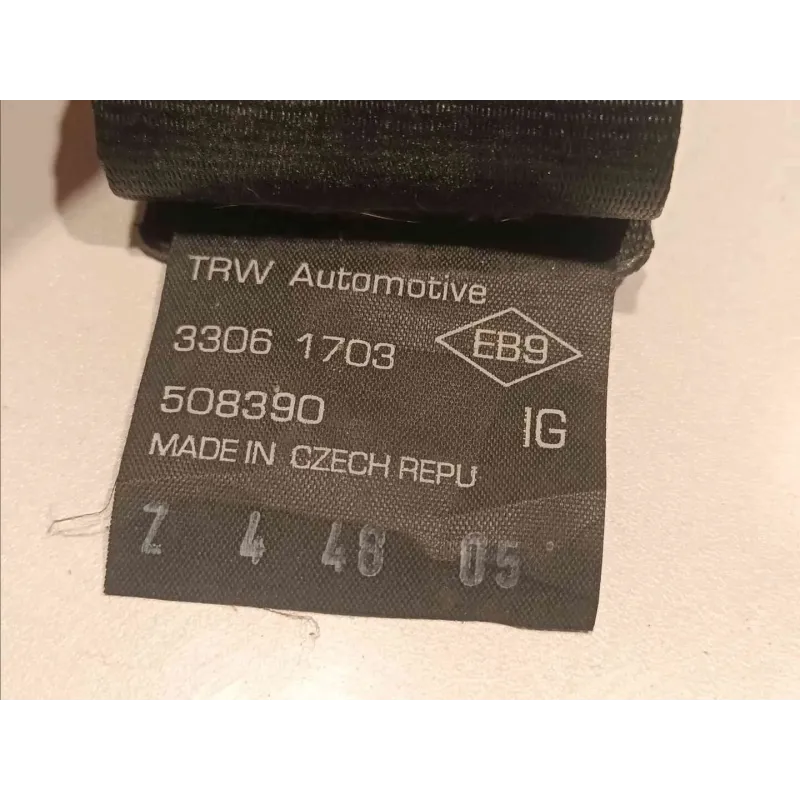 TRW Automotive
3306 1703 EB9
508390 IG
MADE IN CZECH REPU
Z 4 48 05